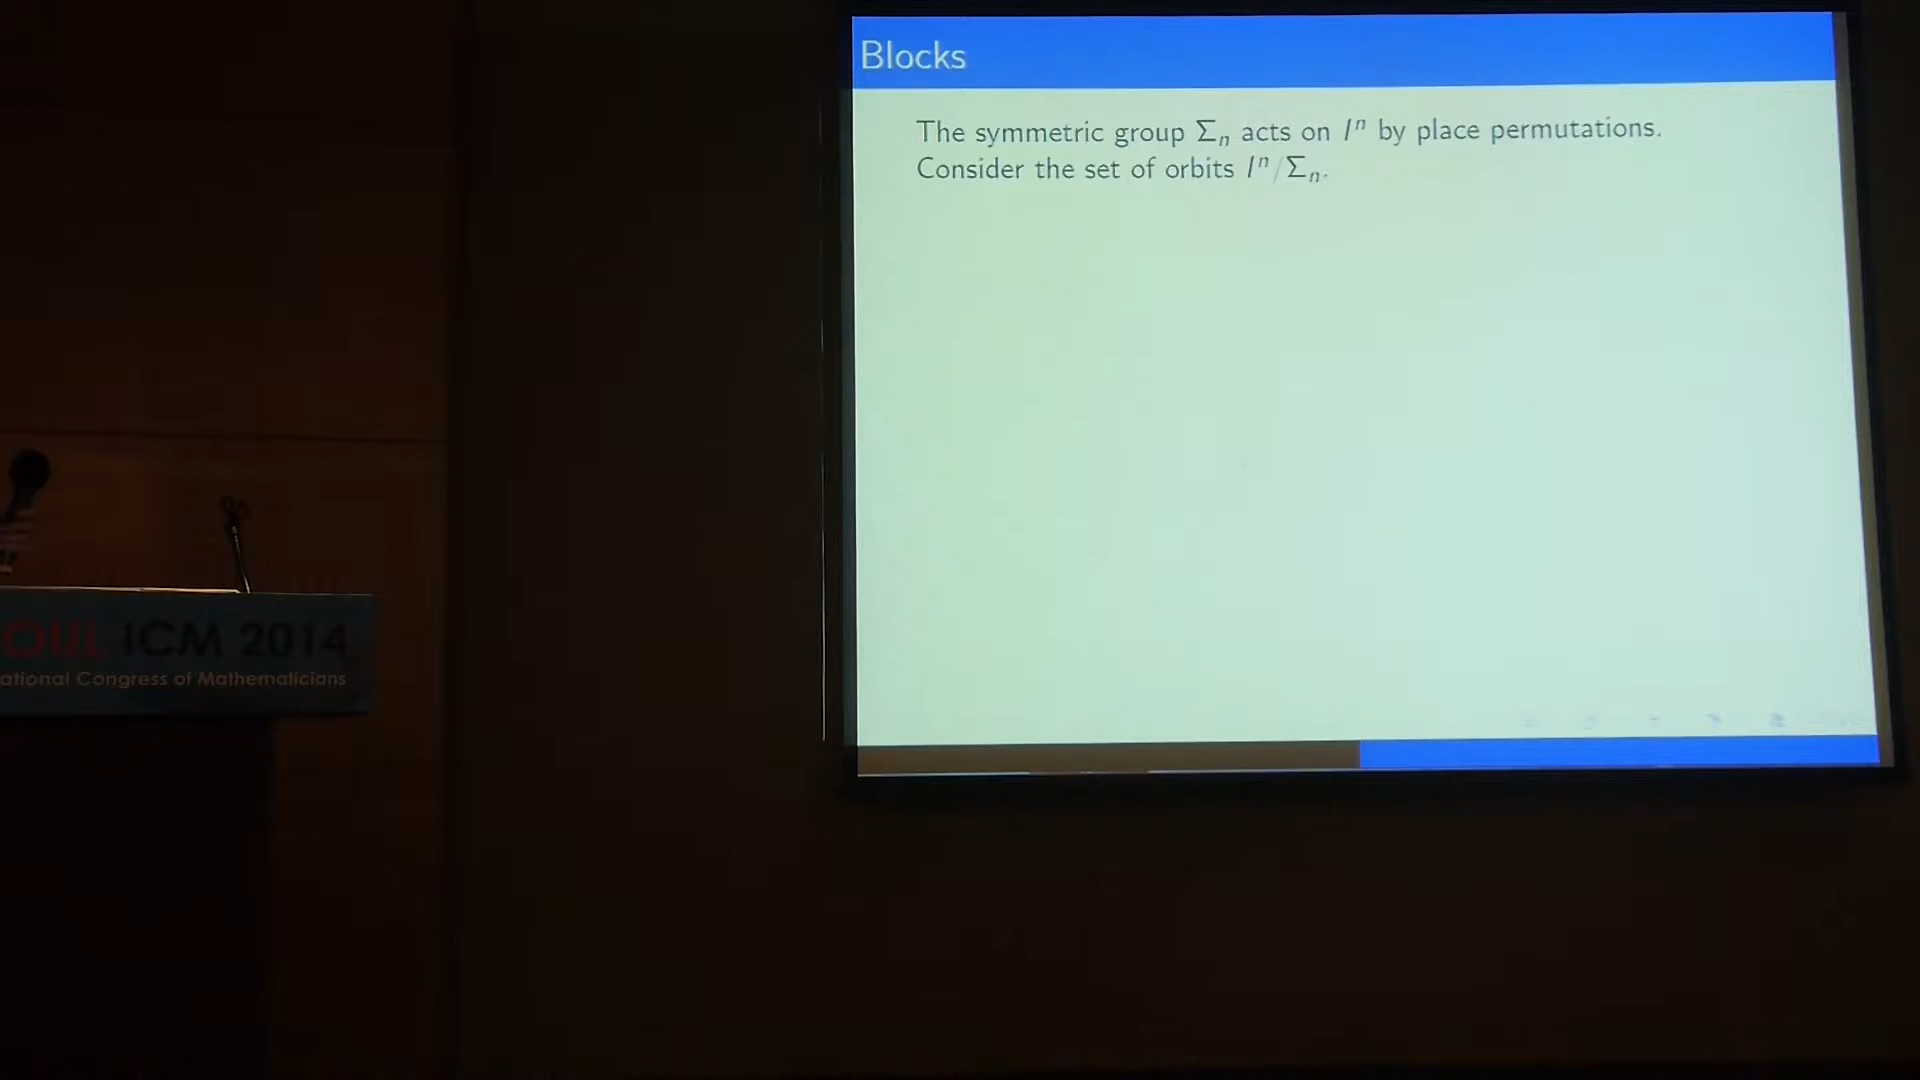 Blocks
The symmetric group Σₙ acts on Iⁿ by place permutations.
Consider the set of orbits Iⁿ/Σₙ.
OUL ICM 2014
ational Congress of Mathematicians